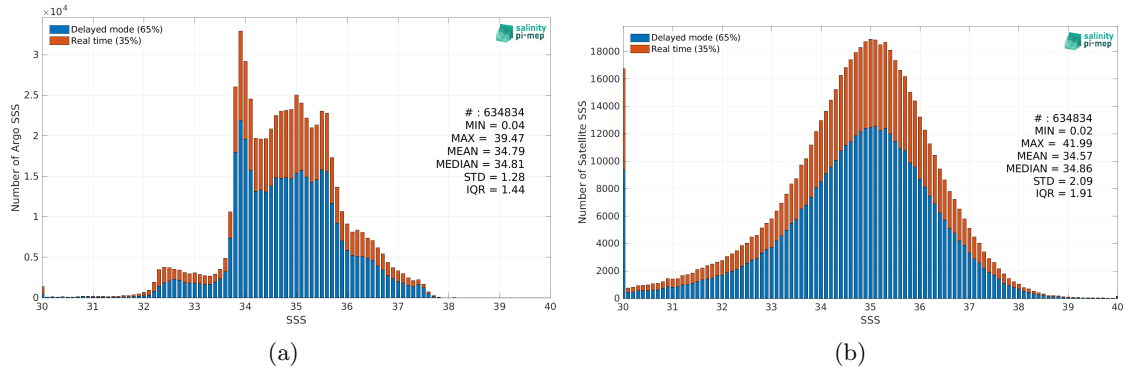 ×10^4
Delayed mode (65%)
Real time (35%)
salinity
pi-mep
Number of Argo SSS
3
2.5
2
1.5
1
0.5
0
# : 634834
MIN = 0.04
MAX = 39.47
MEAN = 34.79
MEDIAN = 34.81
STD = 1.28
IQR = 1.44
30 31 32 33 34 35 36 37 38 39 40
SSS
(a)
Delayed mode (65%)
Real time (35%)
salinity
pi-mep
Number of Satellite SSS
18000
16000
14000
12000
10000
8000
6000
4000
2000
0
# : 634834
MIN = 0.02
MAX = 41.99
MEAN = 34.57
MEDIAN = 34.86
STD = 2.09
IQR = 1.91
30 31 32 33 34 35 36 37 38 39 40
SSS
(b)